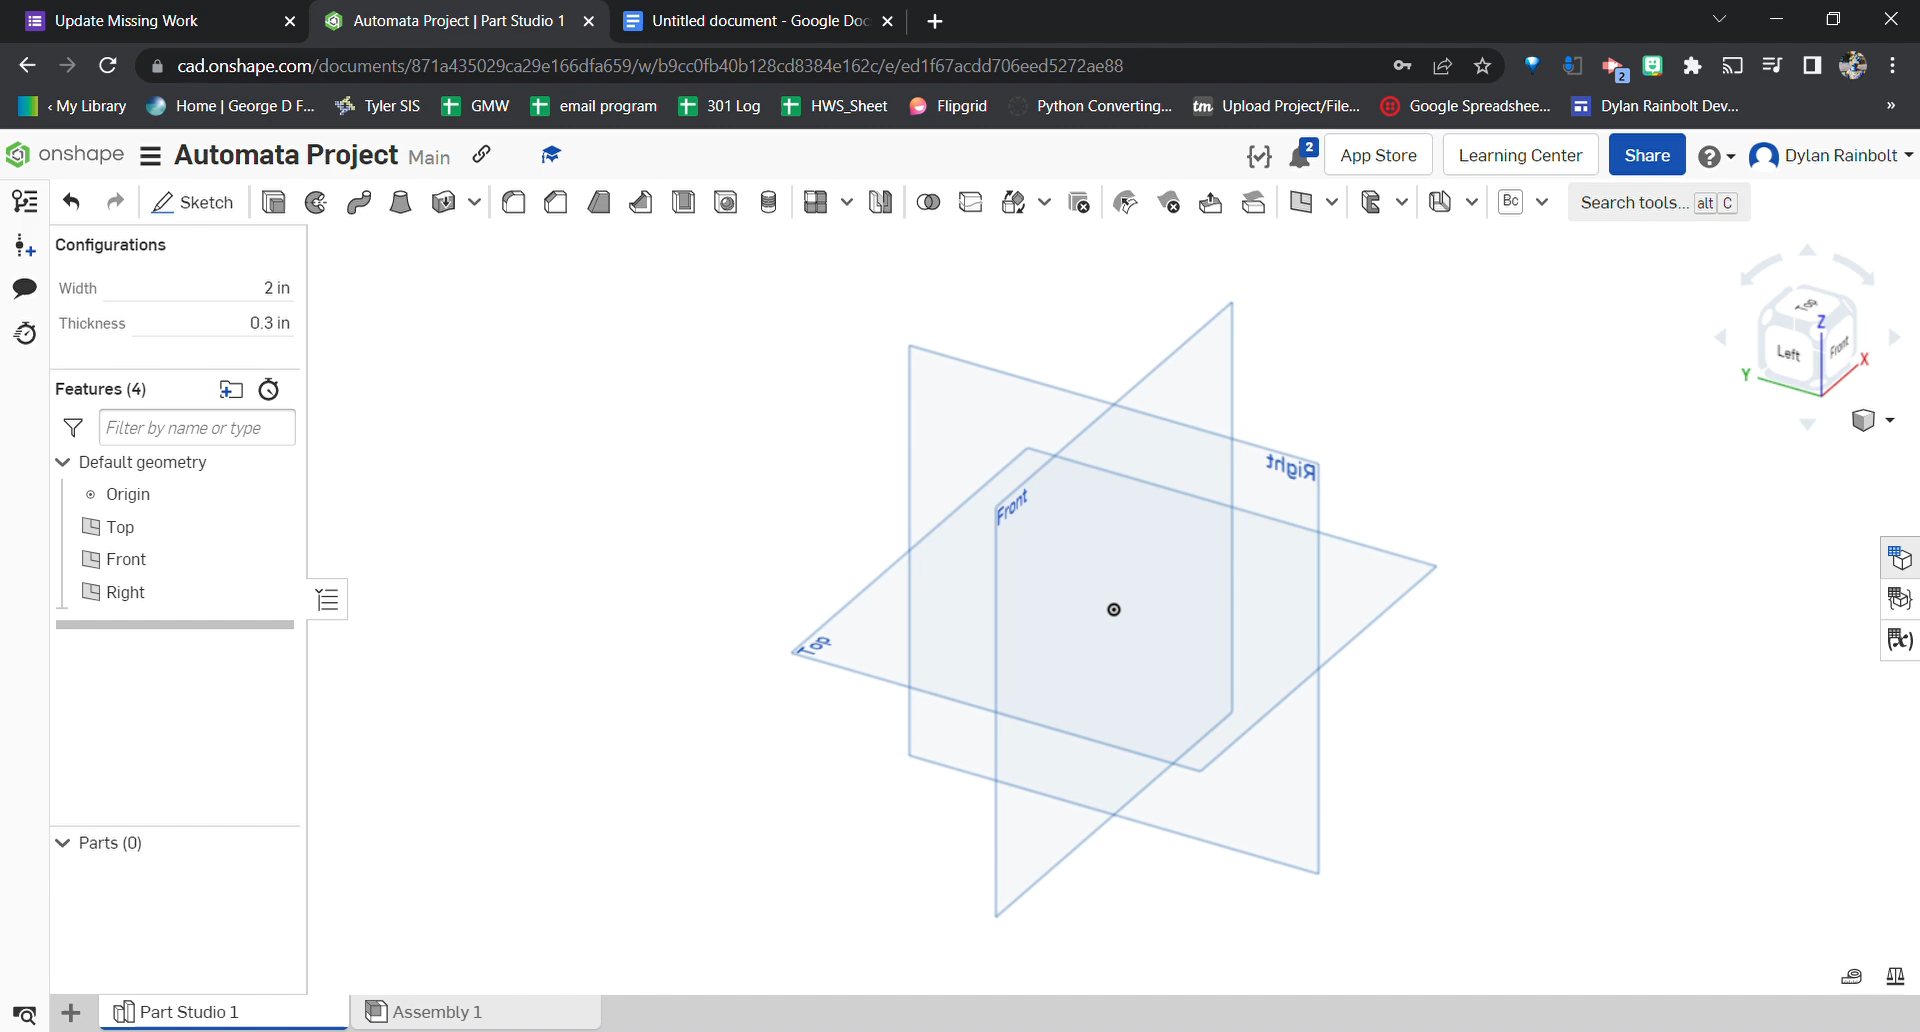 Update Missing Work
Automata Project | Part Studio 1
Untitled document - Google Doc
cad.onshape.com/documents/871a435029ca29e166dfa659/w/b9cc0fb40b128cd8384e162c/e/ed1f67acdd706eed5272ae88
2
‹ My Library
Home | George D F...
Tyler SIS
GMW
email program
301 Log
HWS_Sheet
Flipgrid
Python Converting...
tm Upload Project/File...
Google Spreadshee...
Dylan Rainbolt Dev...
»
onshape
Automata Project Main
2
App Store
Learning Center
Share
Dylan Rainbolt
Sketch
Bc
Search tools... alt C
Configurations
Width 2 in
Thickness 0.3 in
Features (4)
Filter by name or type
Default geometry
Origin
Top
Front
Right
Parts (0)
Right
Front
Top
Top
Z
Left
Front
X
Y
(x)
Part Studio 1
Assembly 1